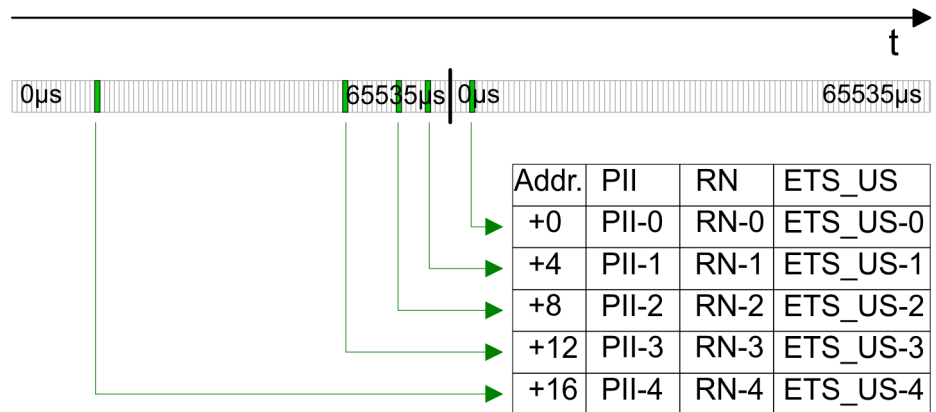 t
0µs 65535µs 0µs 65535µs
Addr. PII RN ETS_US
+0 PII-0 RN-0 ETS_US-0
+4 PII-1 RN-1 ETS_US-1
+8 PII-2 RN-2 ETS_US-2
+12 PII-3 RN-3 ETS_US-3
+16 PII-4 RN-4 ETS_US-4